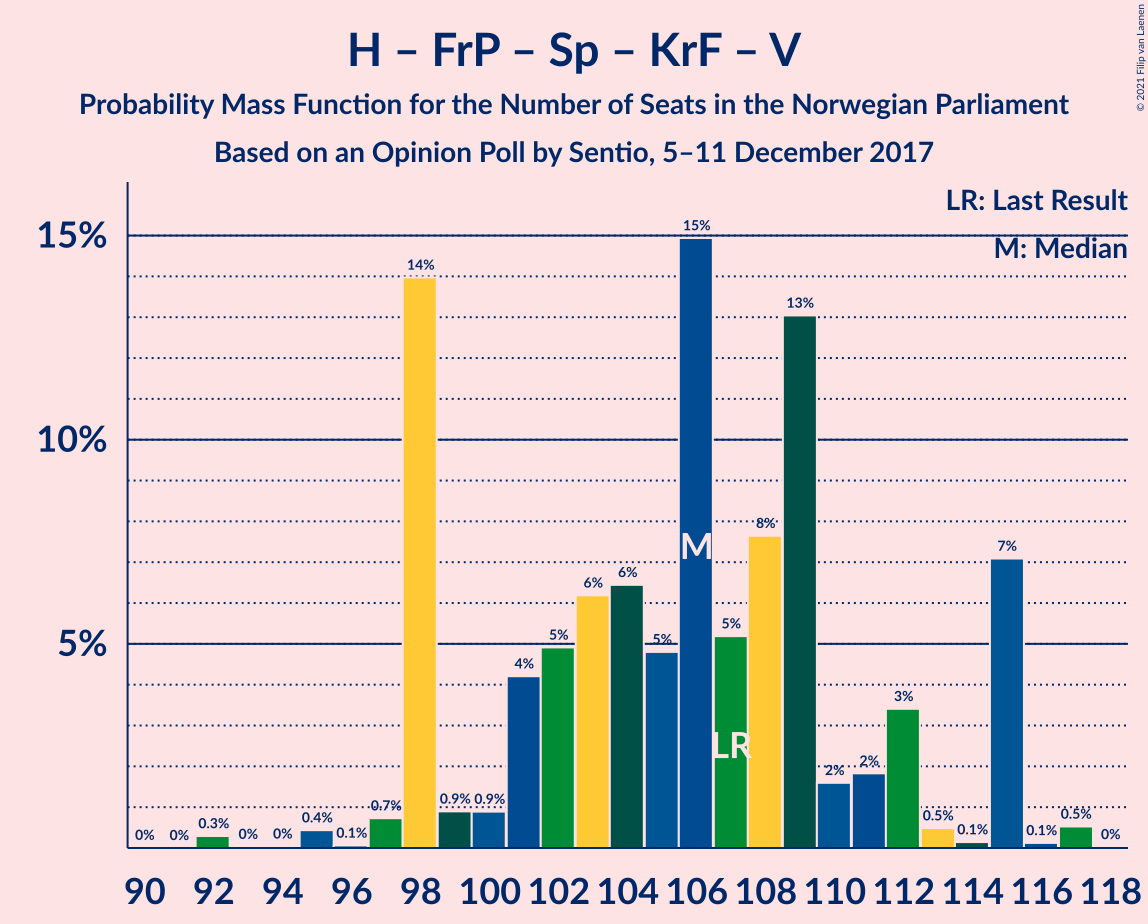 H – FrP – Sp – KrF – V
Probability Mass Function for the Number of Seats in the Norwegian Parliament
Based on an Opinion Poll by Sentio, 5–11 December 2017
© 2021 Filip van Laenen
LR: Last Result
M: Median
15%
10%
5%
0% 0% 0.3% 0% 0% 0.4% 0.1% 0.7% 14% 0.9% 0.9% 4% 5% 6% 6% 5% 15% 5% 8% 13% 2% 2% 3% 0.5% 0.1% 7% 0.1% 0.5% 0%
M
LR
90 92 94 96 98 100 102 104 106 108 110 112 114 116 118